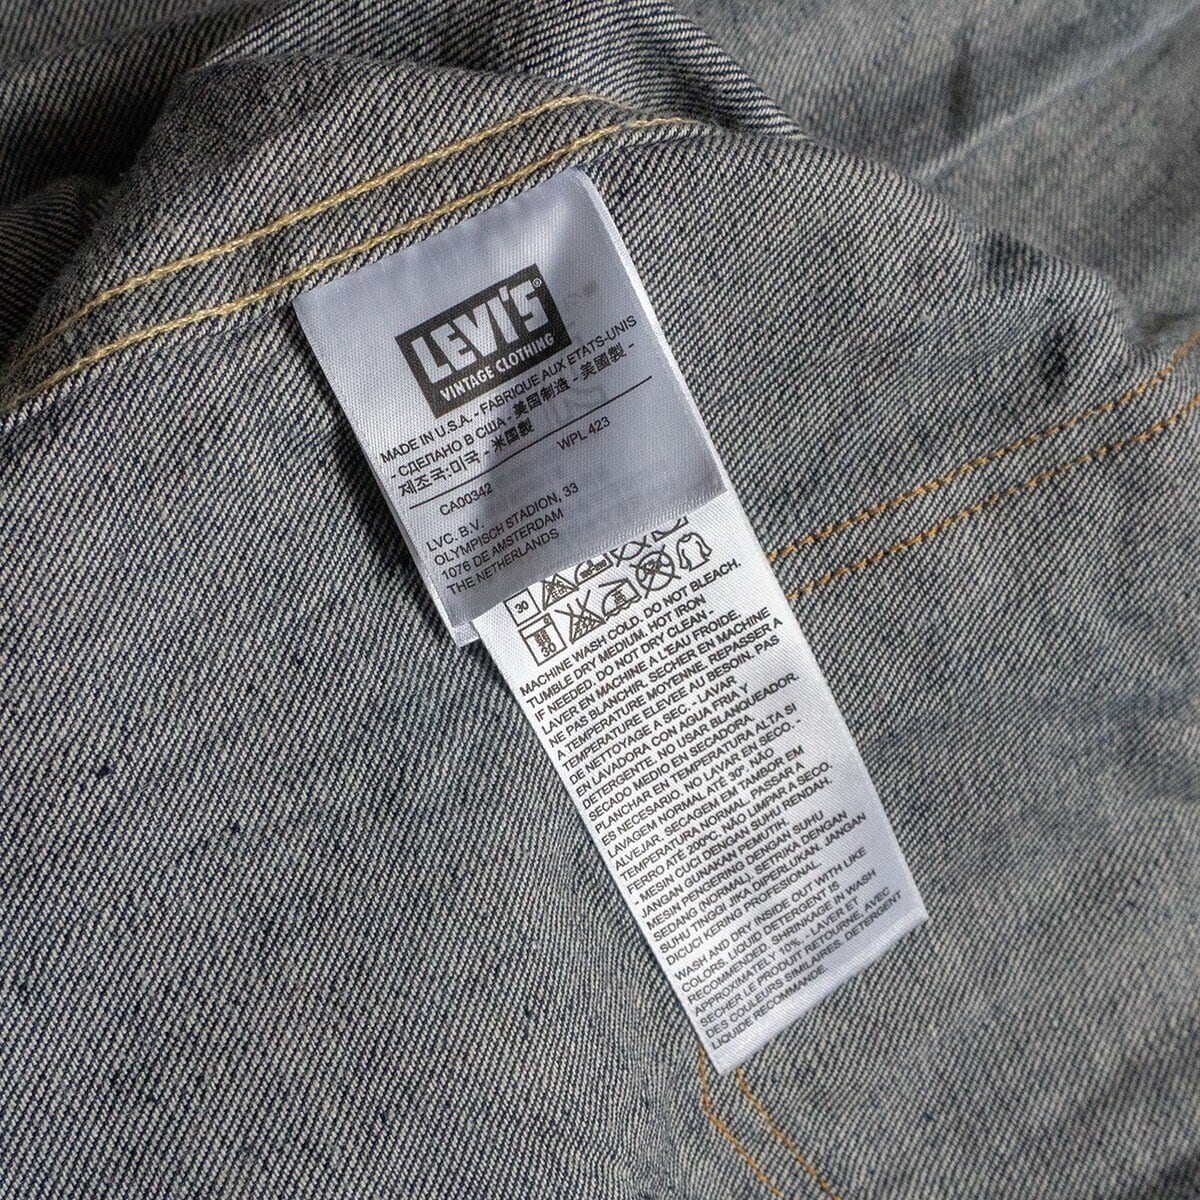 LEVI'S®
VINTAGE CLOTHING
MADE IN U.S.A. - FABRIQUE AUX ETATS-UNIS
- СДЕЛАНО В США - 美国制造 - 美國製 -
제조국:미국 - 米国製
CA00342 WPL 423
LVC. B.V.
OLYMPISCH STADION, 33
1076 DE AMSTERDAM
THE NETHERLANDS
30
30
MACHINE WASH COLD. DO NOT BLEACH.
TUMBLE DRY MEDIUM. HOT IRON
IF NEEDED. DO NOT DRY CLEAN -
LAVER EN MACHINE A L'EAU FROIDE.
NE PAS BLANCHIR. SECHER EN MACHINE
A TEMPERATURE MOYENNE. REPASSER A
TEMPERATURE ELEVEE AU BESOIN. PAS
DE NETTOYAGE A SEC. - LAVAR
EN LAVADORA CON AGUA FRIA Y
DETERGENTE. NO USAR BLANQUEADOR.
SECADO MEDIO EN SECADORA.
PLANCHAR EN TEMPERATURA ALTA SI
ES NECESARIO. NO LAVAR EN SECO. -
LAVAGEM NORMAL ATÉ 30°. NÃO
ALVEJAR. SECAGEM EM TAMBOR EM
TEMPERATURA NORMAL. PASSAR A
FERRO ATÉ 200ºC. NÃO LIMPAR A SECO.
- MESIN CUCI DENGAN SUHU RENDAH.
JANGAN GUNAKAN PEMUTIH.
MESIN PENGERING DENGAN SUHU
SEDANG (NORMAL). SETRIKA DENGAN
SUHU TINGGI JIKA DIPERLUKAN. JANGAN
DICUCI KERING PROFESIONAL.
WASH AND DRY INSIDE OUT WITH LIKE
COLORS. LIQUID DETERGENT IS
RECOMMENDED. SHRINKAGE IN WASH
APPROXIMATELY 10%. - LAVER ET
SECHER LE PRODUIT RETOURNE, AVEC
DES COULEURS SIMILAIRES. DETERGENT
LIQUIDE RECOMMANDE.